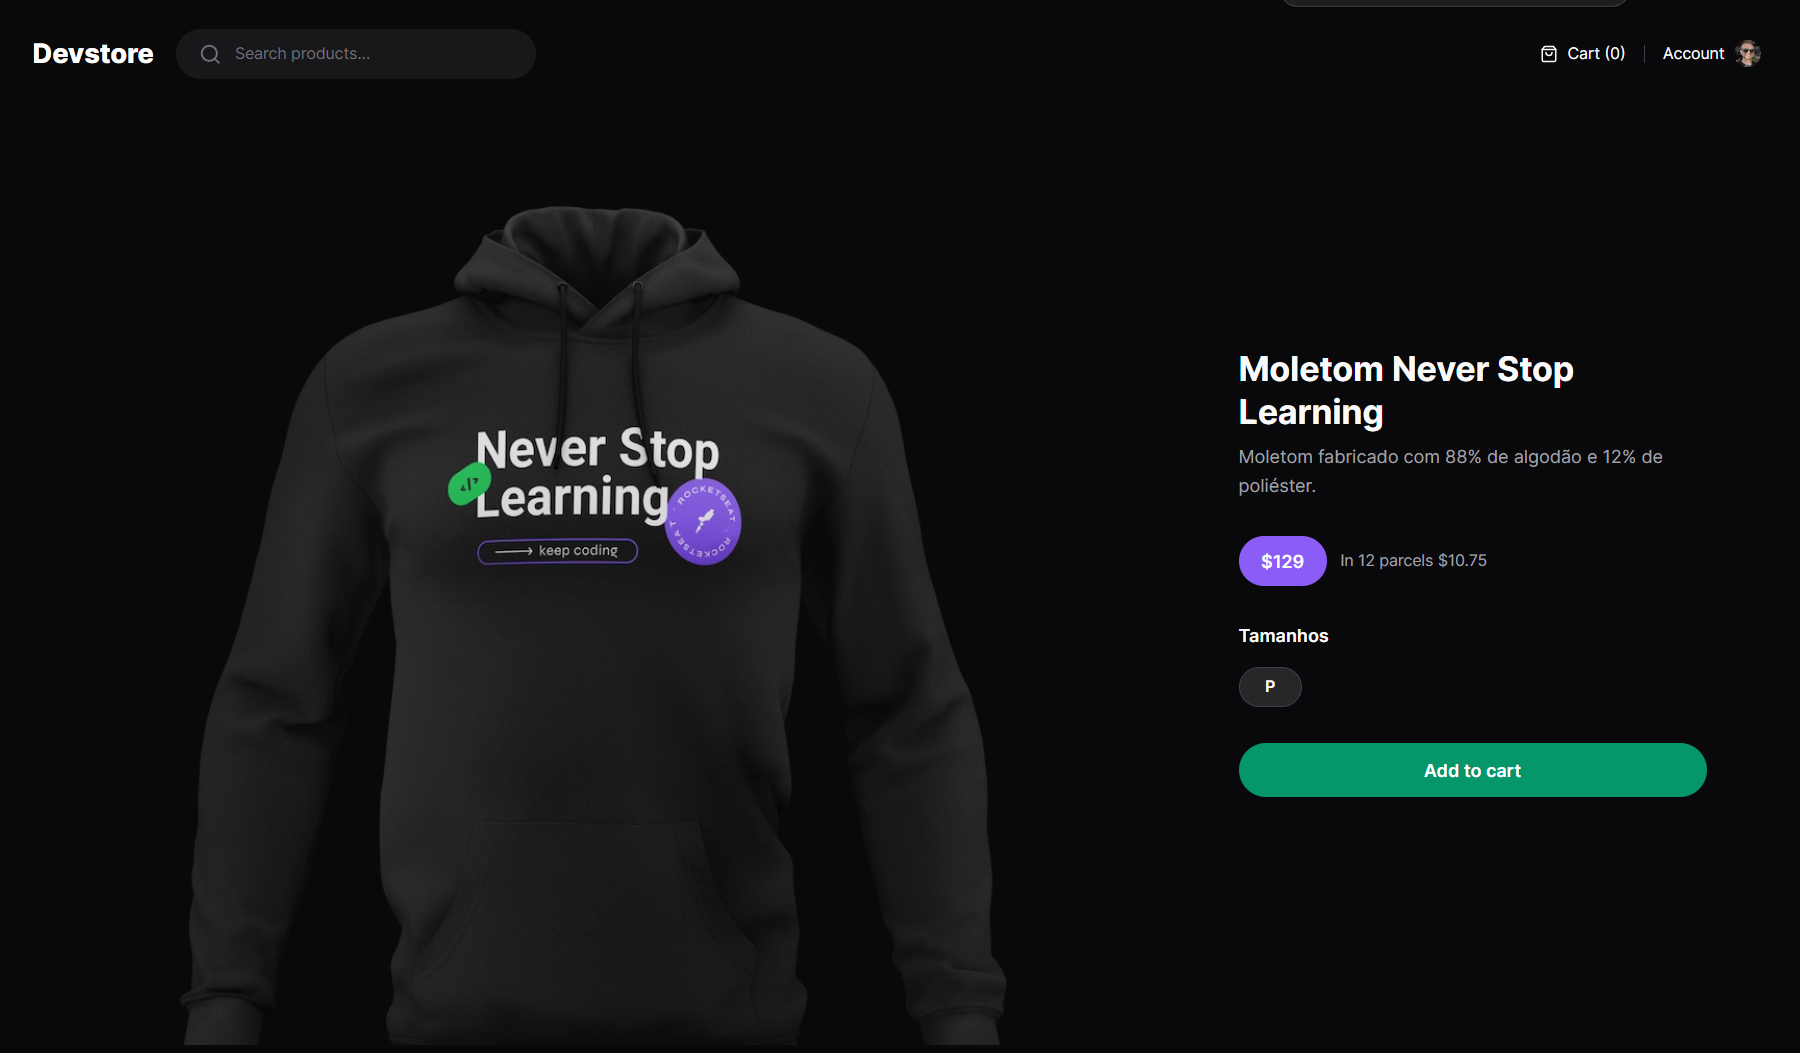 Devstore
Search products...
Cart (0)
Account
Never Stop
Learning
</>
ROCKETSEAT · ROCKETSEAT ·
⟶ keep coding
Moletom Never Stop
Learning
Moletom fabricado com 88% de algodão e 12% de
poliéster.
$129
In 12 parcels $10.75
Tamanhos
P
Add to cart